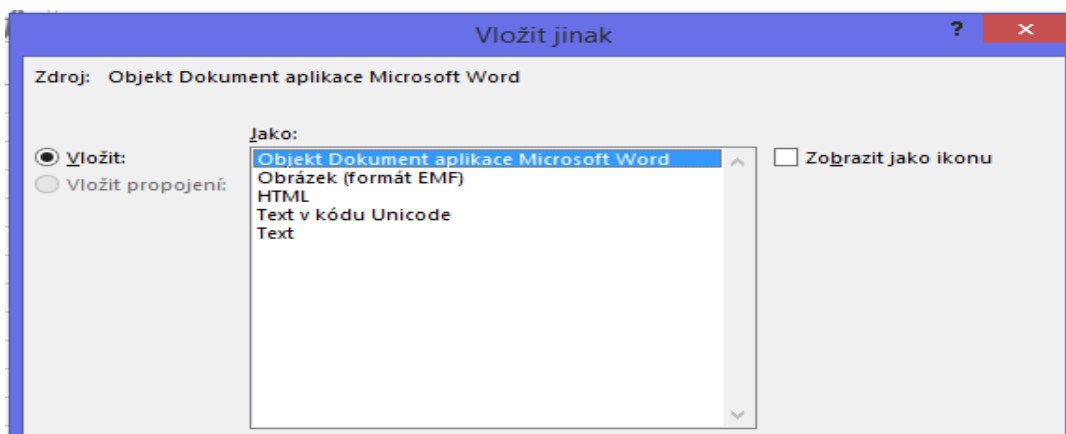 Vložit jinak
?
Zdroj: Objekt Dokument aplikace Microsoft Word
Jako:
Vložit:
Vložit propojení:
Objekt Dokument aplikace Microsoft Word
Obrázek (formát EMF)
HTML
Text v kódu Unicode
Text
Zobrazit jako ikonu